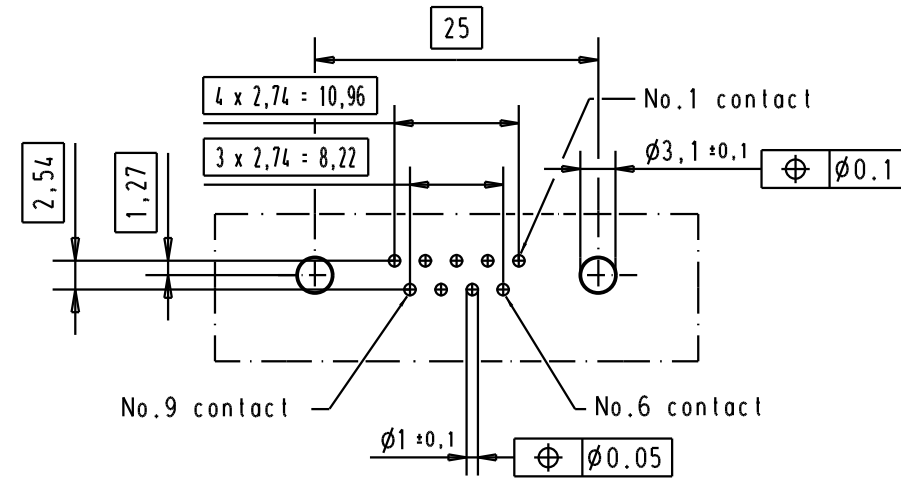 25
4 x 2,74 = 10,96
No.1 contact
3 x 2,74 = 8,22
Ø3,1 ±0,1
⌖ Ø0.1
2,54
1,27
No.9 contact
No.6 contact
Ø1 ±0,1
⌖ Ø0.05